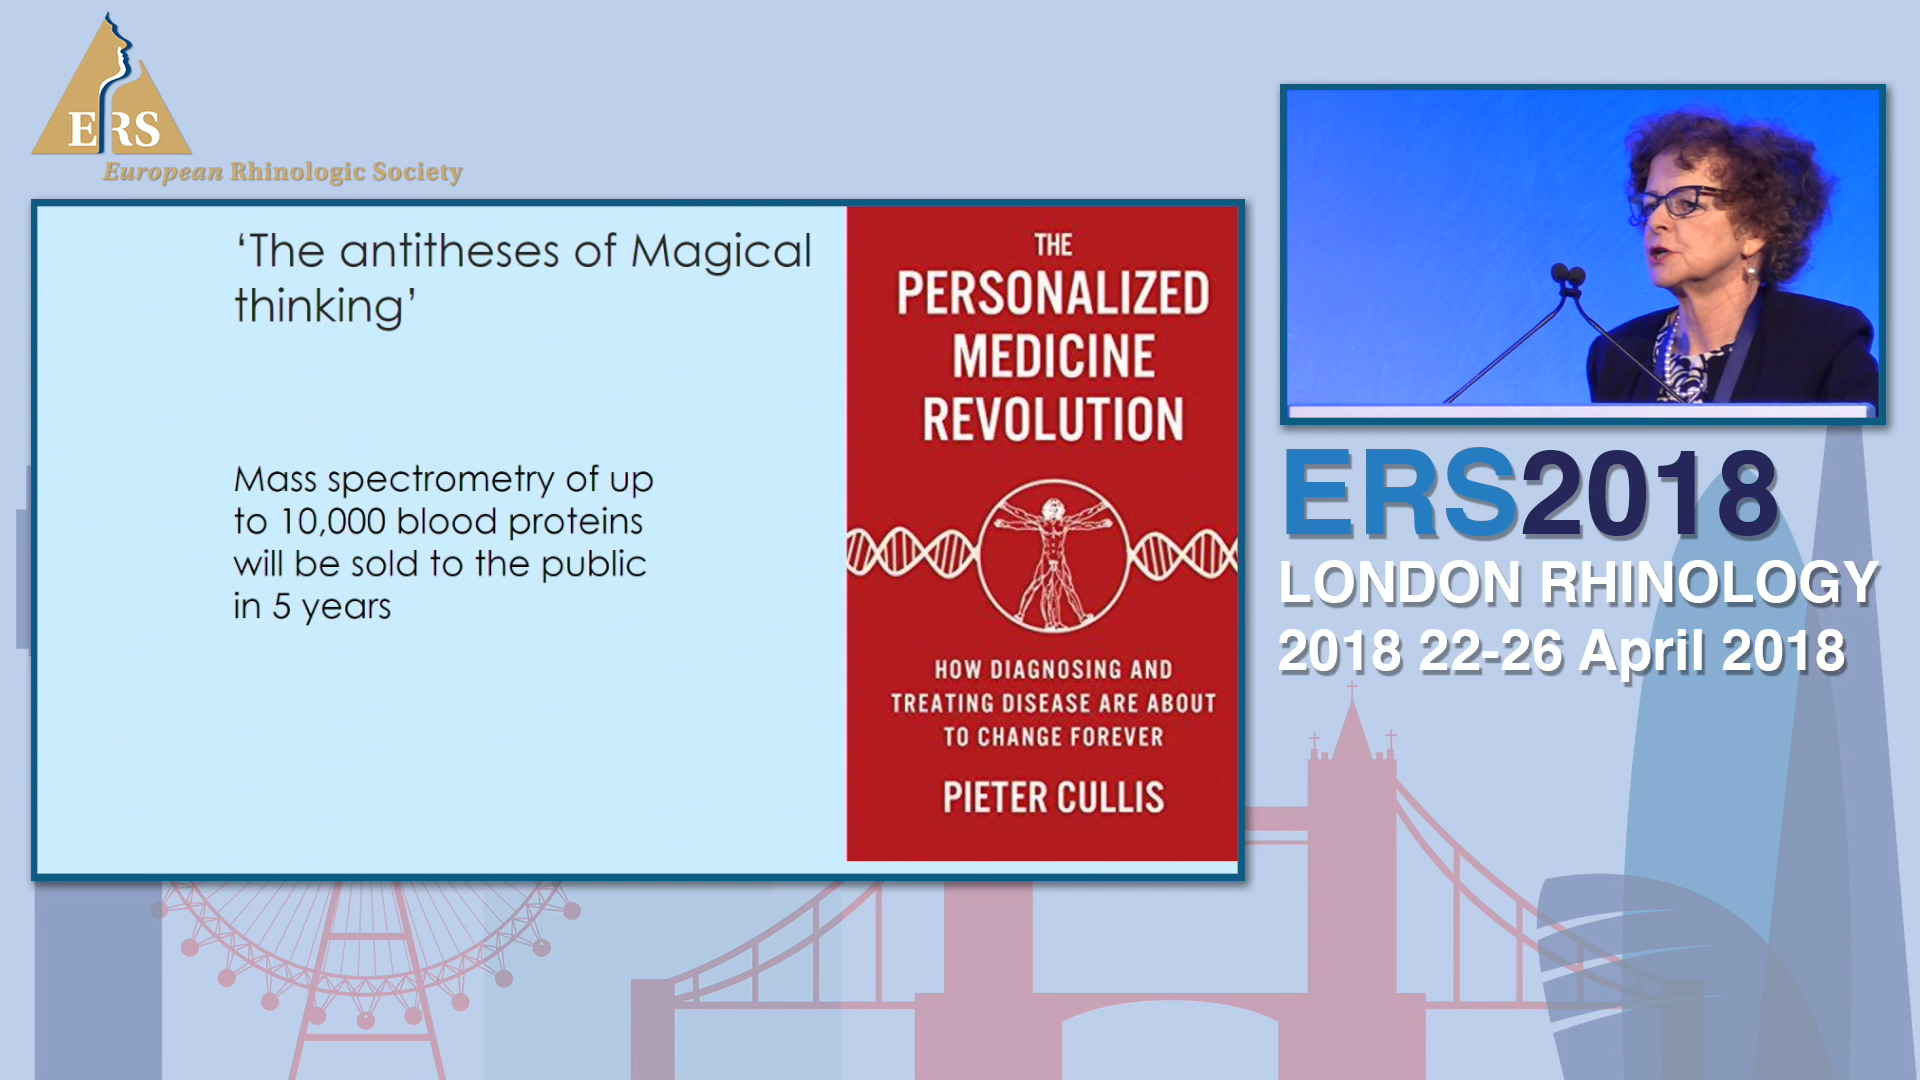 ERS
European Rhinologic Society
‘The antitheses of Magical
thinking’
Mass spectrometry of up
to 10,000 blood proteins
will be sold to the public
in 5 years
THE
PERSONALIZED
MEDICINE
REVOLUTION
HOW DIAGNOSING AND
TREATING DISEASE ARE ABOUT
TO CHANGE FOREVER
PIETER CULLIS
ERS2018
LONDON RHINOLOGY
2018 22-26 April 2018